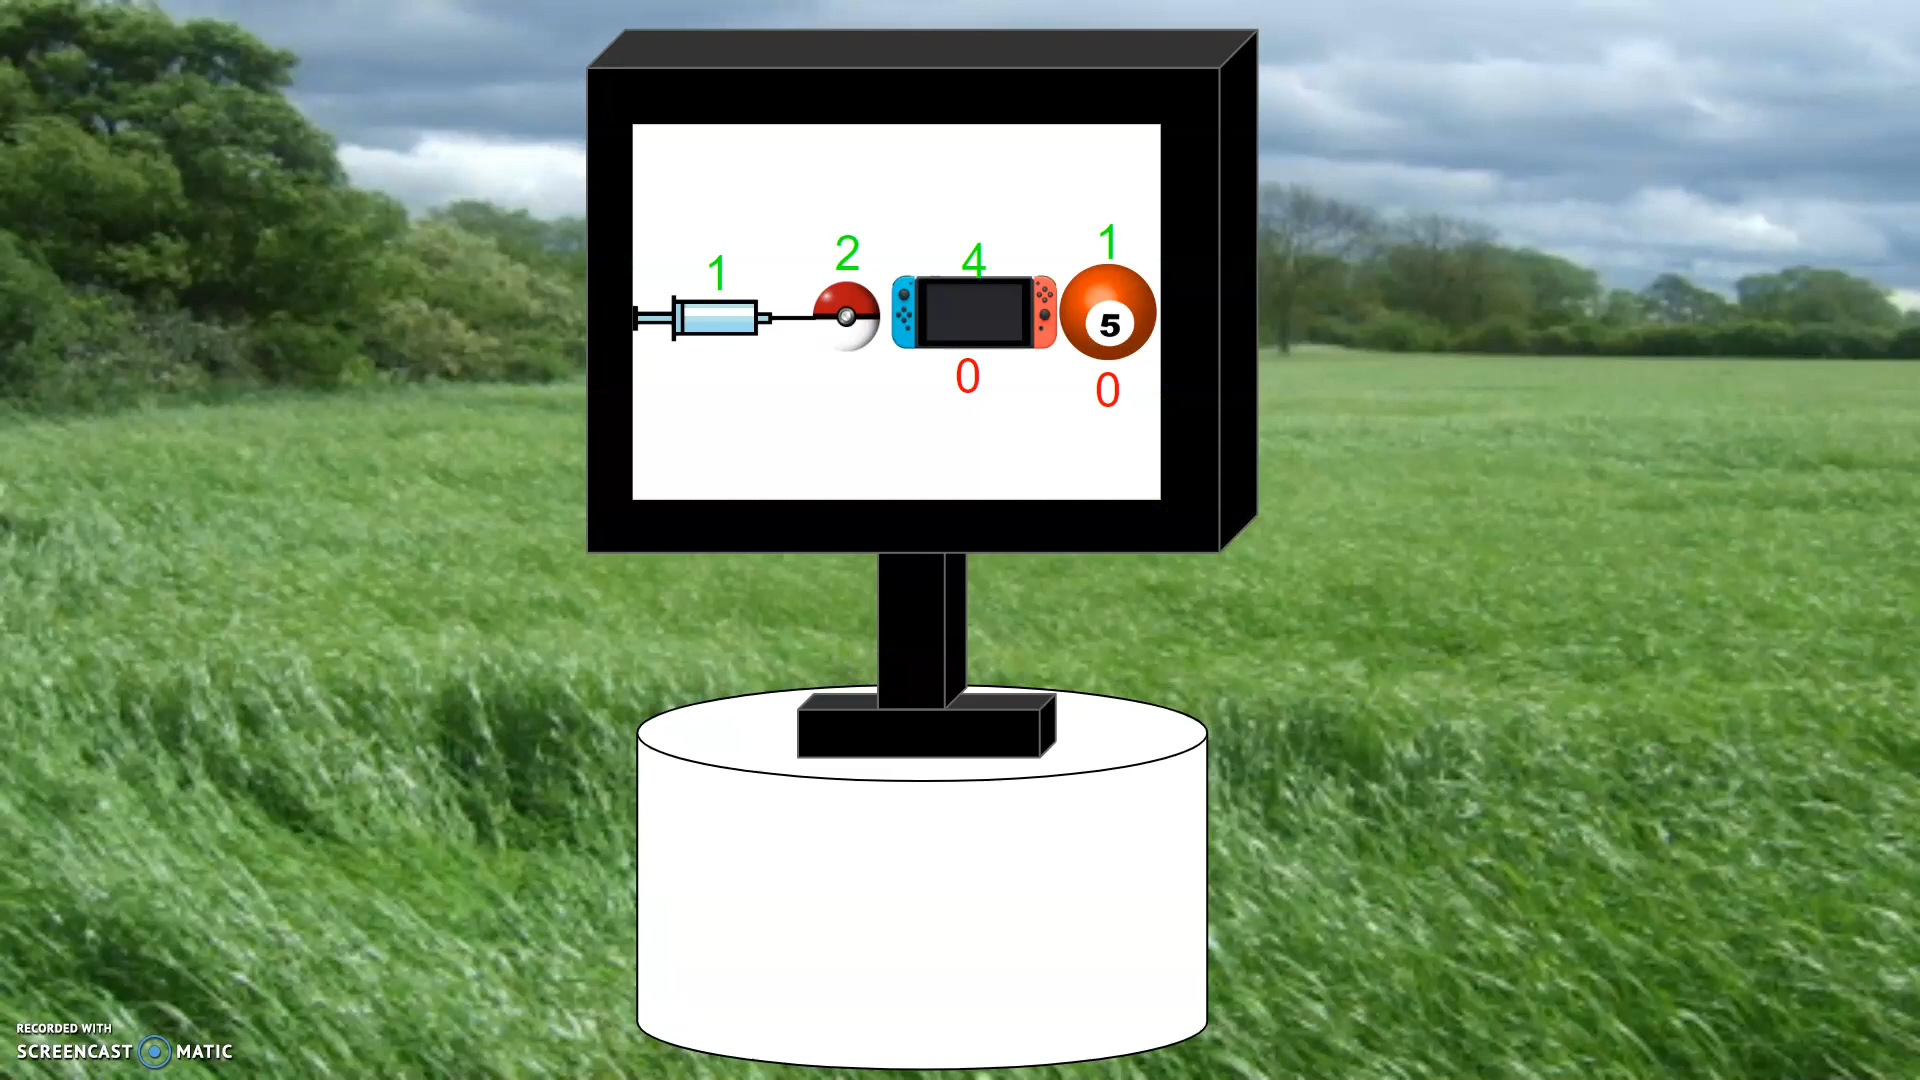 1 2 4 1
5
0 0
RECORDED WITH
SCREENCAST MATIC